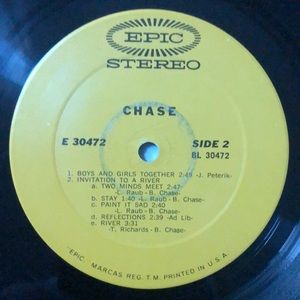 EPIC
STEREO
CHASE
E 30472
SIDE 2
BL 30472
1. BOYS AND GIRLS TOGETHER 2:48 -J. Peterik-
2. INVITATION TO A RIVER
a. TWO MINDS MEET 2:47
-L. Raub - B. Chase-
b. STAY 1:40 -L. Raub - B. Chase-
c. PAINT IT SAD 2:40
-L. Raub - B. Chase-
d. REFLECTIONS 2:39 -Ad Lib-
e. RIVER 3:31
-T. Richards - B. Chase-
"EPIC," MARCAS REG. T.M. PRINTED IN U.S.A.